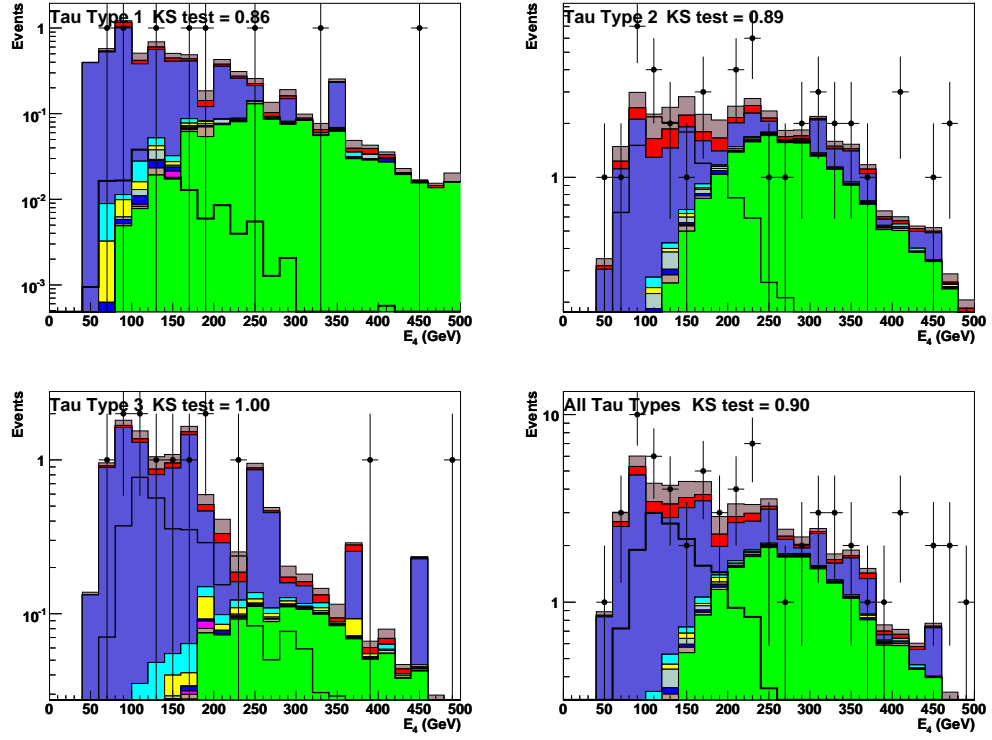 Tau Type 1 KS test = 0.86
Events
1
10-1
10-2
10-3
0 50 100 150 200 250 300 350 400 450 500
E4 (GeV)
Tau Type 2 KS test = 0.89
Events
1
0 50 100 150 200 250 300 350 400 450 500
E4 (GeV)
Tau Type 3 KS test = 1.00
Events
1
10-1
0 50 100 150 200 250 300 350 400 450 500
E4 (GeV)
All Tau Types KS test = 0.90
Events
10
1
0 50 100 150 200 250 300 350 400 450 500
E4 (GeV)